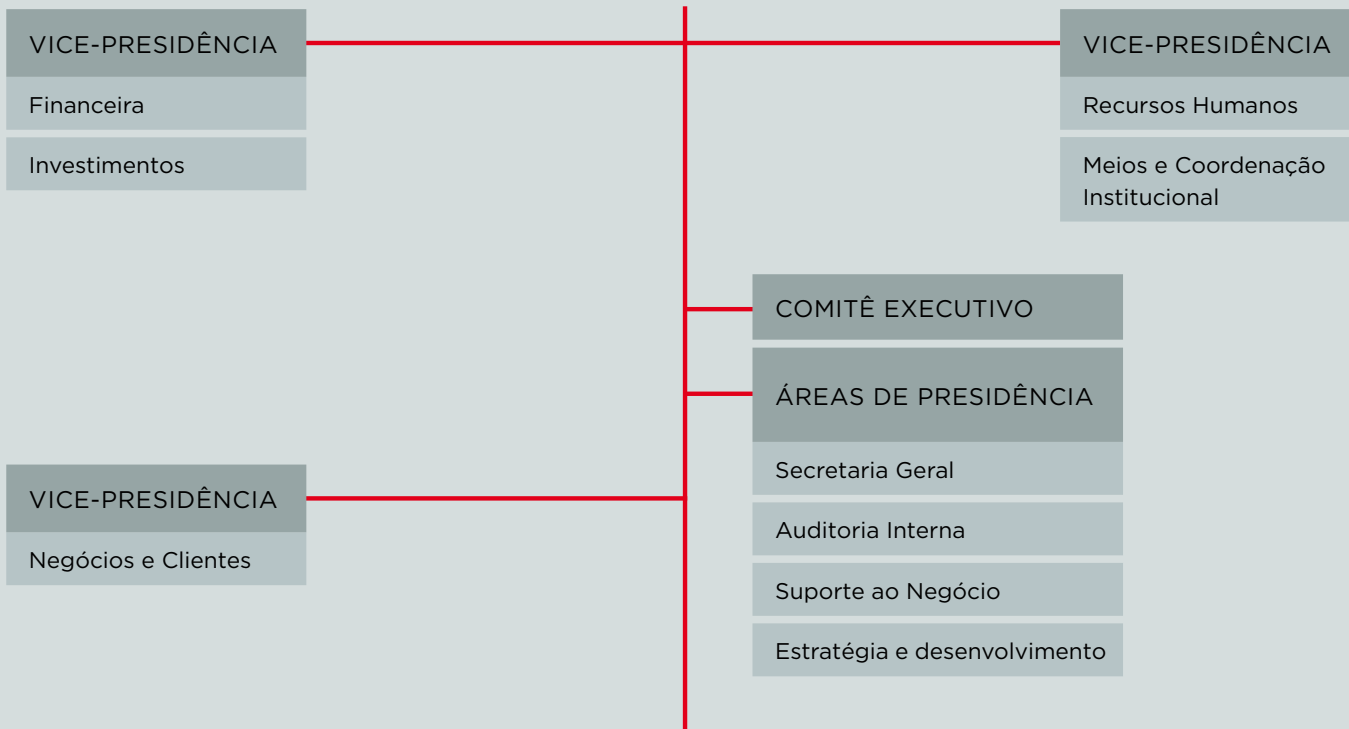 VICE-PRESIDÊNCIA
Financeira
Investimentos
VICE-PRESIDÊNCIA
Recursos Humanos
Meios e Coordenação
Institucional
COMITÊ EXECUTIVO
ÁREAS DE PRESIDÊNCIA
Secretaria Geral
Auditoria Interna
Suporte ao Negócio
Estratégia e desenvolvimento
VICE-PRESIDÊNCIA
Negócios e Clientes